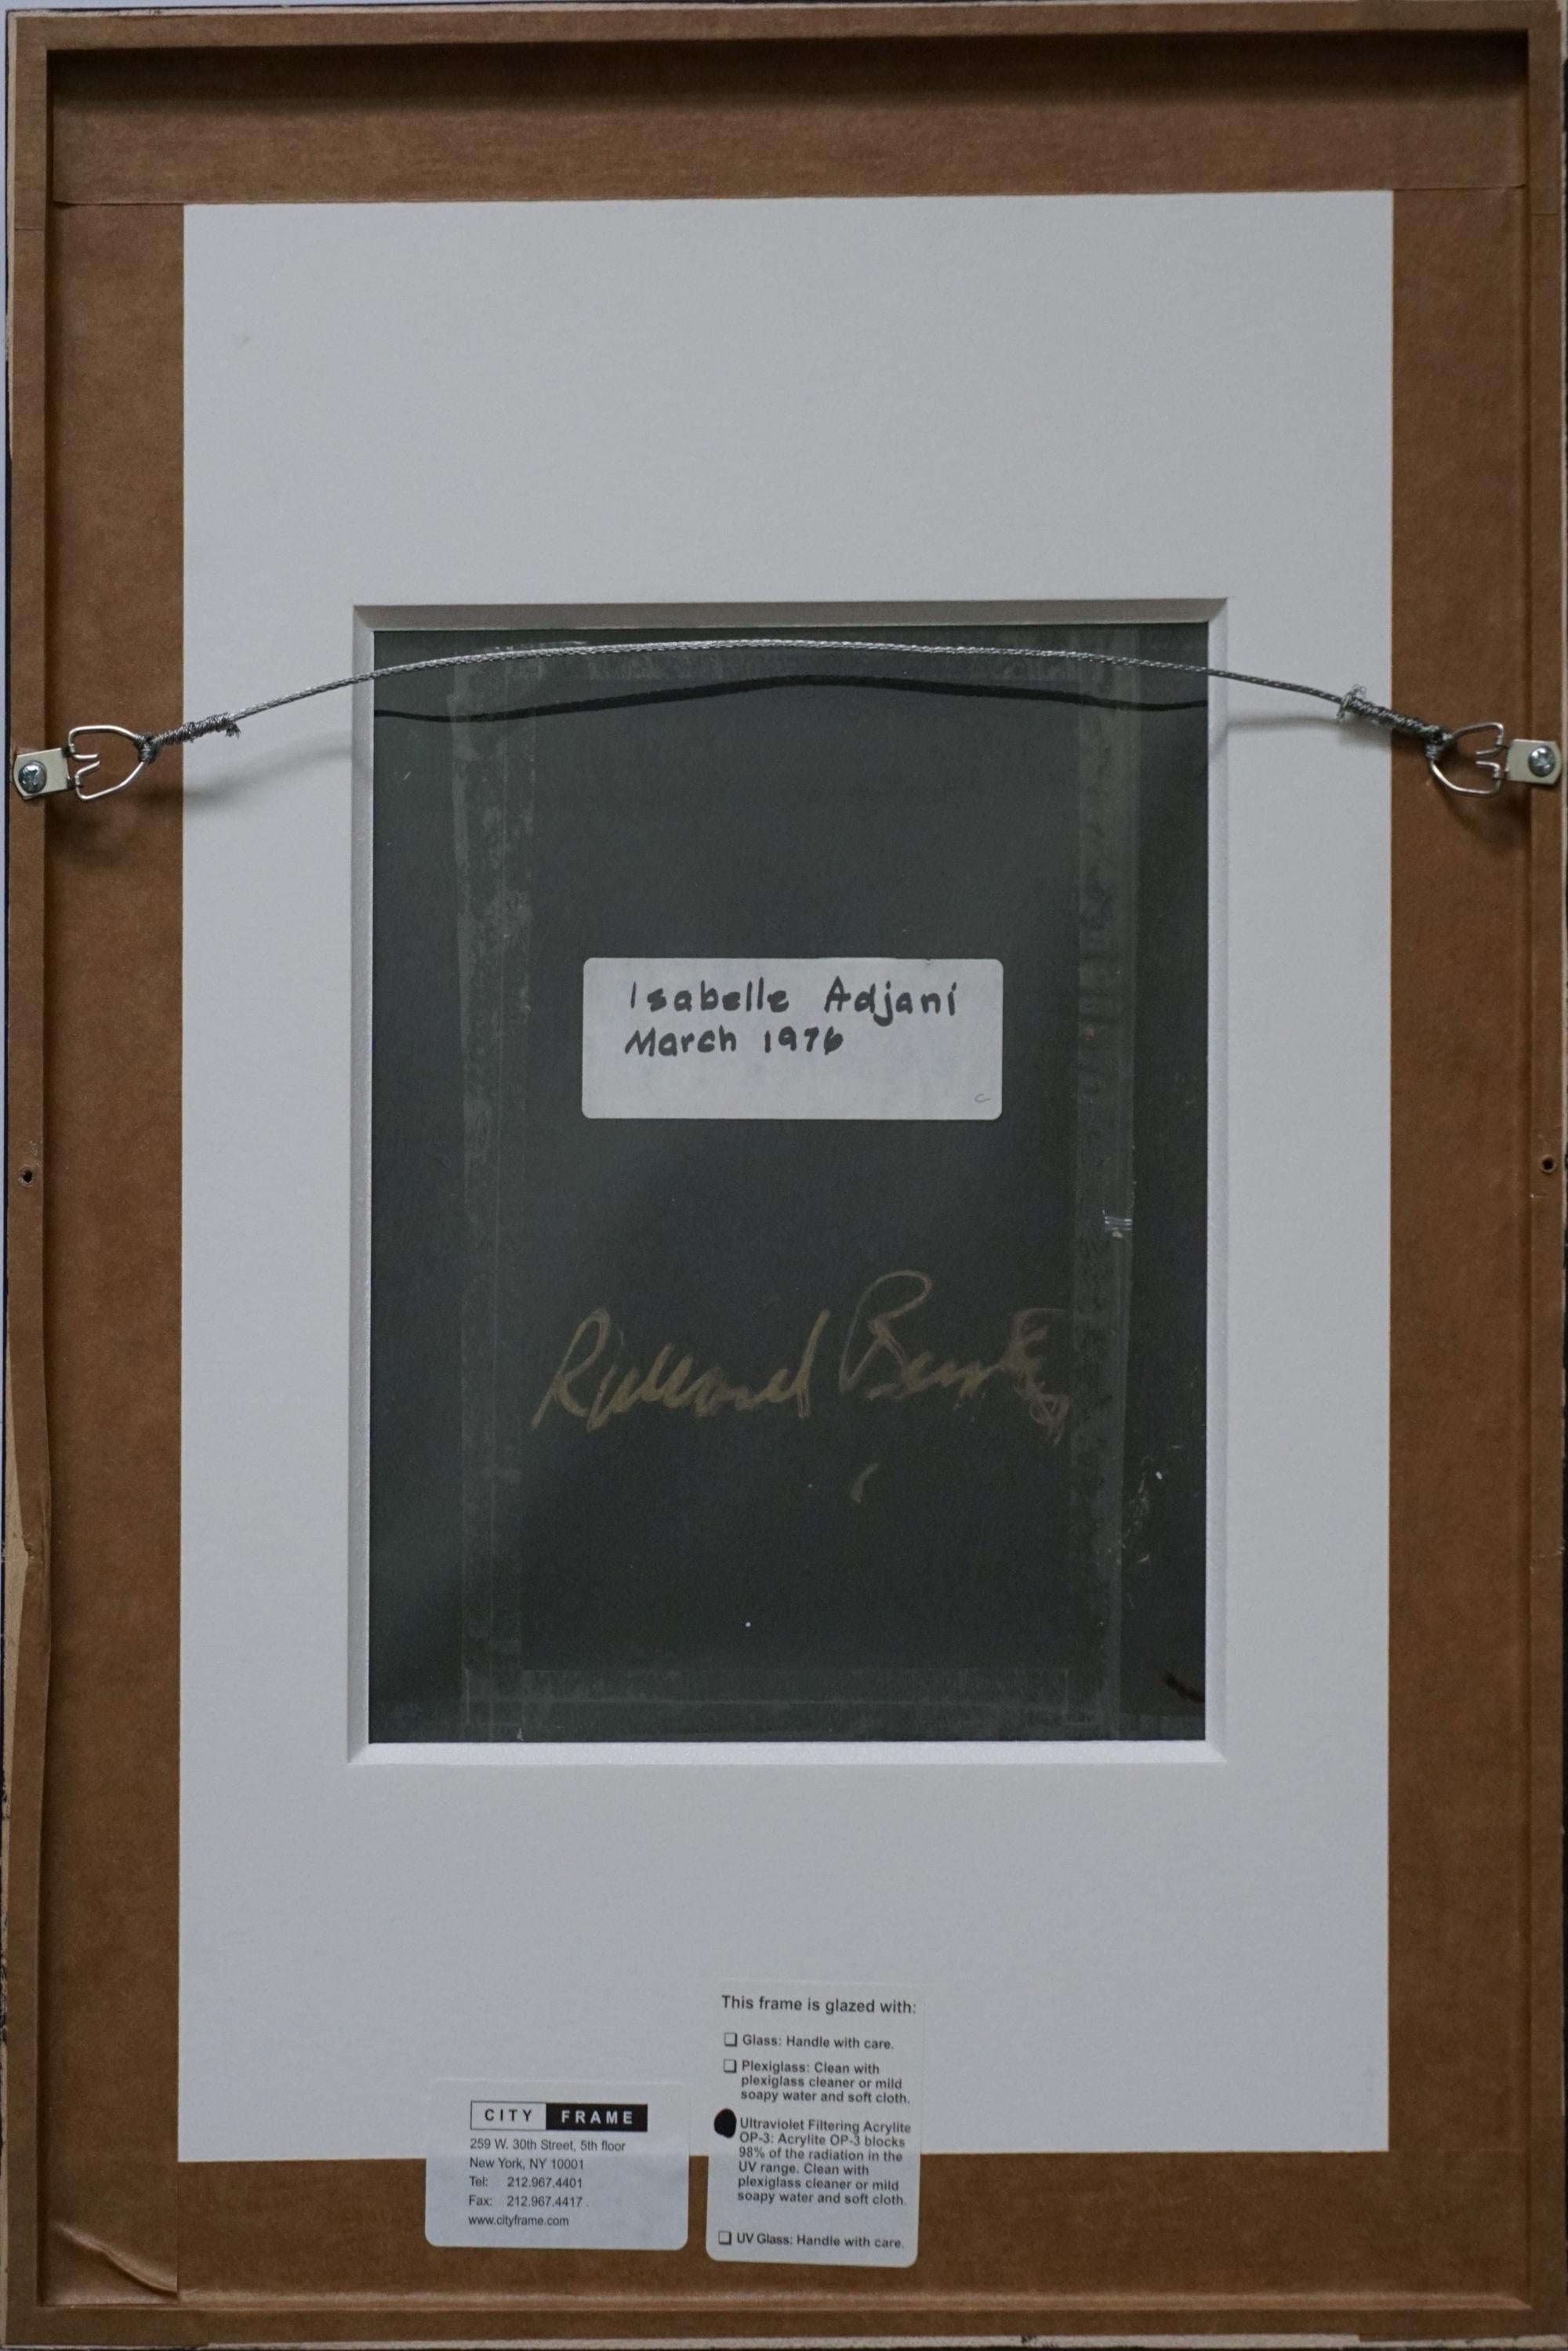 Isabelle Adjani
March 1976
Richard Bernstein
CITY FRAME
259 W. 30th Street, 5th floor
New York, NY 10001
Tel: 212.967.4401
Fax: 212.967.4417
www.cityframe.com
This frame is glazed with:
❑ Glass: Handle with care.
❑ Plexiglass: Clean with
plexiglass cleaner or mild
soapy water and soft cloth.
Ultraviolet Filtering Acrylite
OP-3: Acrylite OP-3 blocks
98% of the radiation in the
UV range. Clean with
plexiglass cleaner or mild
soapy water and soft cloth.
❑ UV Glass: Handle with care.